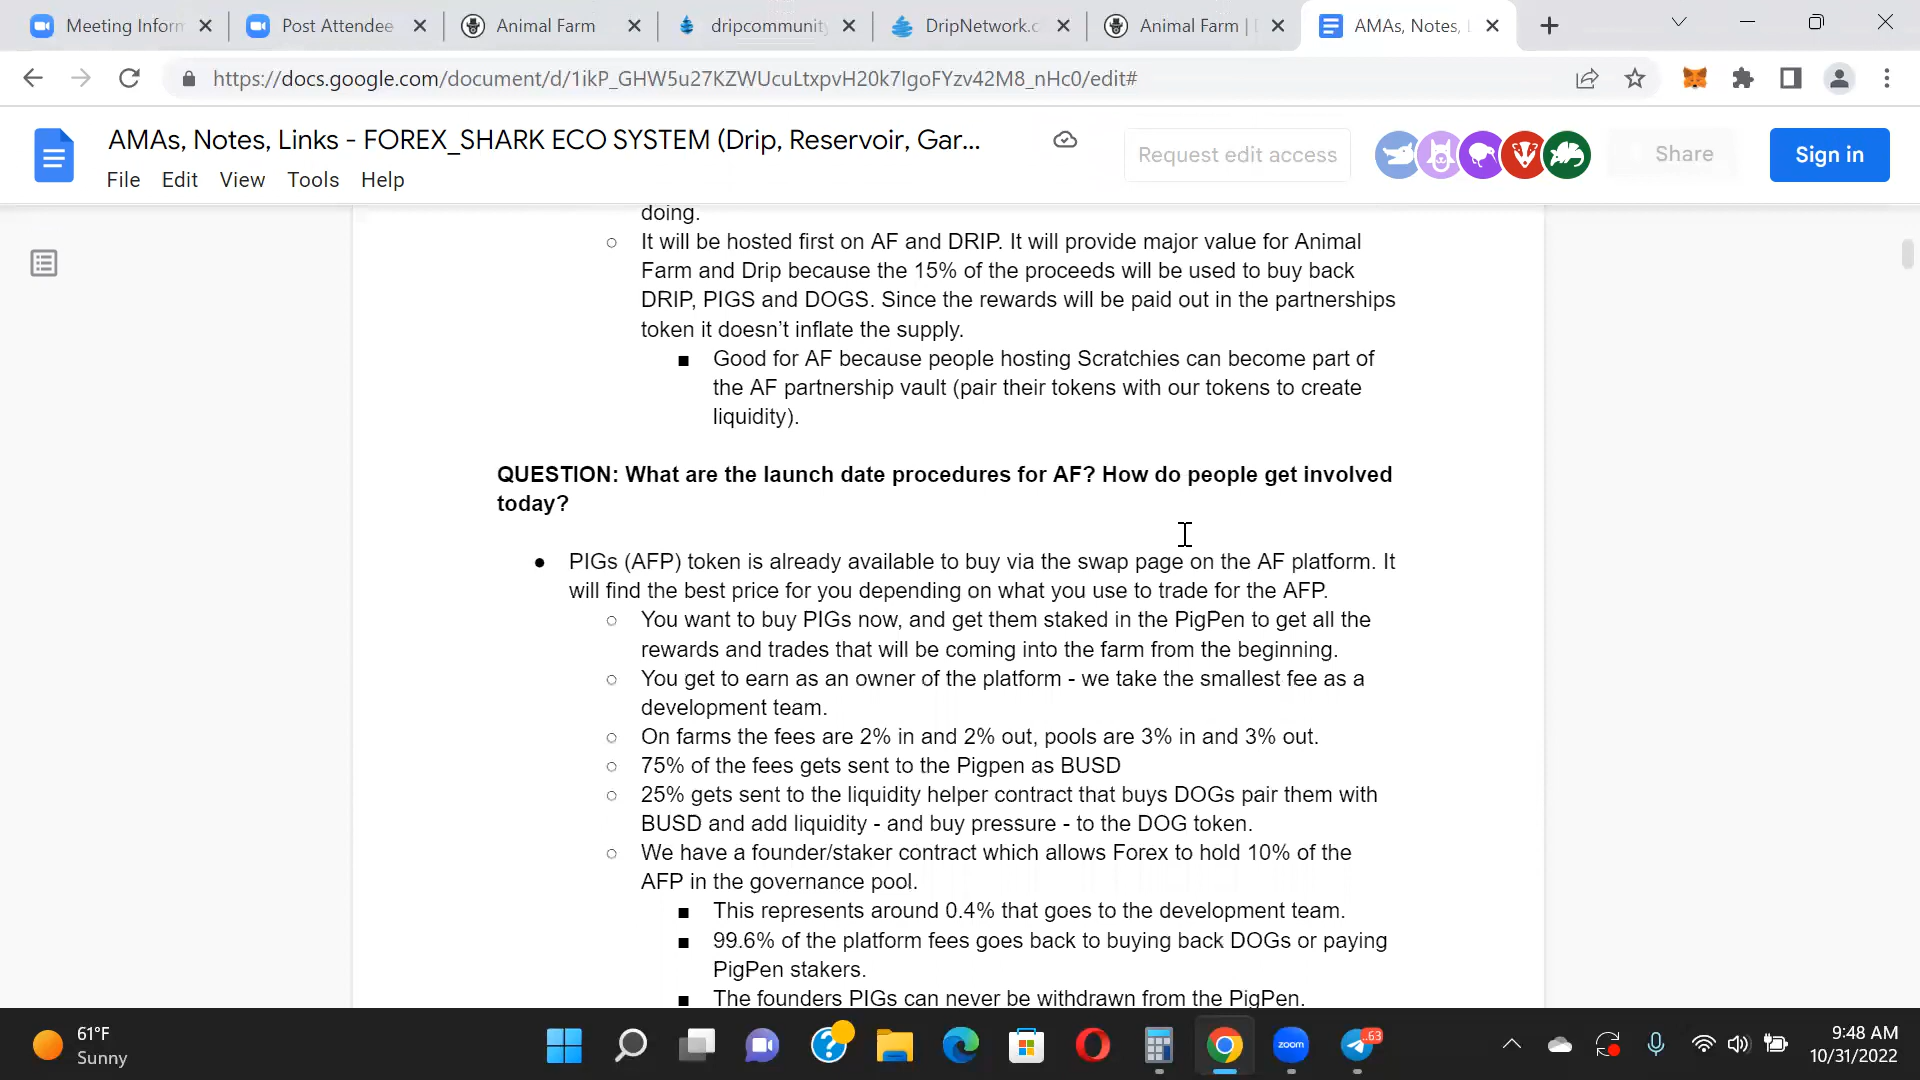 Meeting Inform
Post Attendee
Animal Farm
dripcommunity
DripNetwork.c
Animal Farm | D
AMAs, Notes, L
https://docs.google.com/document/d/1ikP_GHW5u27KZWUcuLtxpvH20k7IgoFYzv42M8_nHc0/edit#
AMAs, Notes, Links - FOREX_SHARK ECO SYSTEM (Drip, Reservoir, Gar...
Request edit access
Share
Sign in
File Edit View Tools Help
doing.
○ It will be hosted first on AF and DRIP. It will provide major value for Animal
Farm and Drip because the 15% of the proceeds will be used to buy back
DRIP, PIGS and DOGS. Since the rewards will be paid out in the partnerships
token it doesn’t inflate the supply.
■ Good for AF because people hosting Scratchies can become part of
the AF partnership vault (pair their tokens with our tokens to create
liquidity).
QUESTION: What are the launch date procedures for AF? How do people get involved
today?
● PIGs (AFP) token is already available to buy via the swap page on the AF platform. It
will find the best price for you depending on what you use to trade for the AFP.
○ You want to buy PIGs now, and get them staked in the PigPen to get all the
rewards and trades that will be coming into the farm from the beginning.
○ You get to earn as an owner of the platform - we take the smallest fee as a
development team.
○ On farms the fees are 2% in and 2% out, pools are 3% in and 3% out.
○ 75% of the fees gets sent to the Pigpen as BUSD
○ 25% gets sent to the liquidity helper contract that buys DOGs pair them with
BUSD and add liquidity - and buy pressure - to the DOG token.
○ We have a founder/staker contract which allows Forex to hold 10% of the
AFP in the governance pool.
■ This represents around 0.4% that goes to the development team.
■ 99.6% of the platform fees goes back to buying back DOGs or paying
PigPen stakers.
■ The founders PIGs can never be withdrawn from the PigPen.
61°F
Sunny
zoom
..63
9:48 AM
10/31/2022